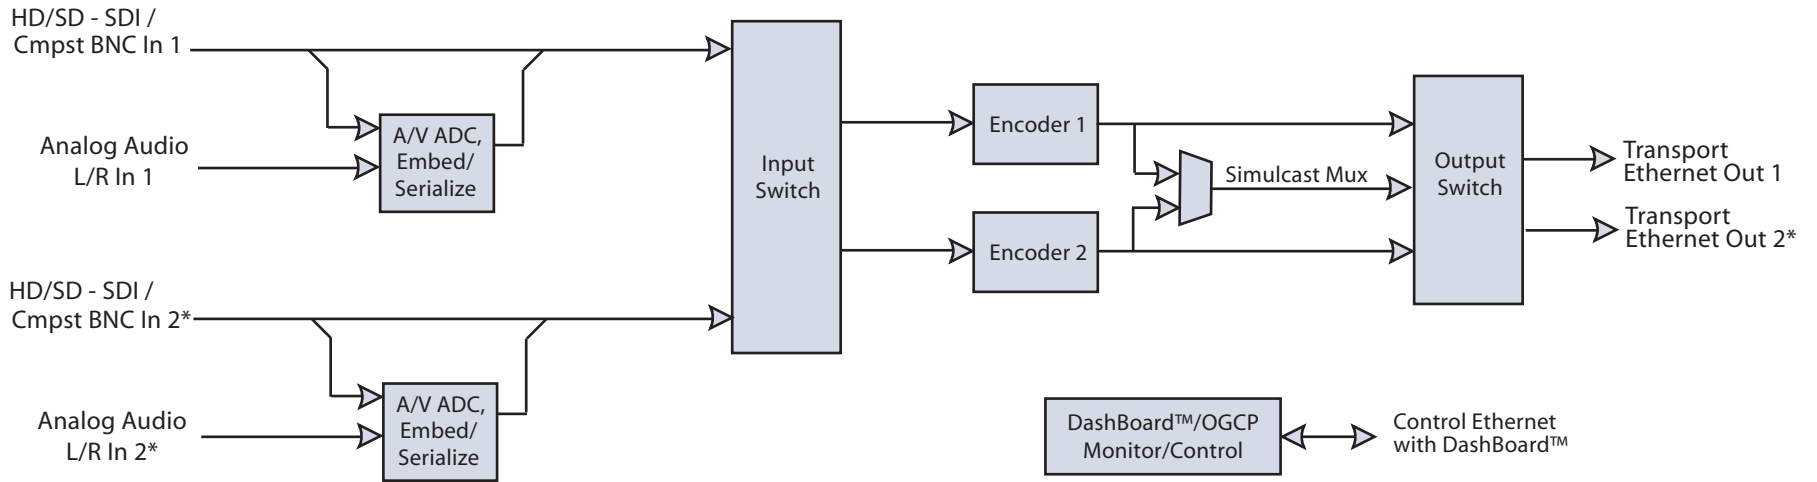 HD/SD - SDI /
Cmpst BNC In 1
Analog Audio
L/R In 1
A/V ADC,
Embed/
Serialize
HD/SD - SDI /
Cmpst BNC In 2*
Analog Audio
L/R In 2*
A/V ADC,
Embed/
Serialize
Input
Switch
Encoder 1
Encoder 2
Simulcast Mux
Output
Switch
Transport
Ethernet Out 1
Transport
Ethernet Out 2*
DashBoard™/OGCP
Monitor/Control
Control Ethernet
with DashBoard™